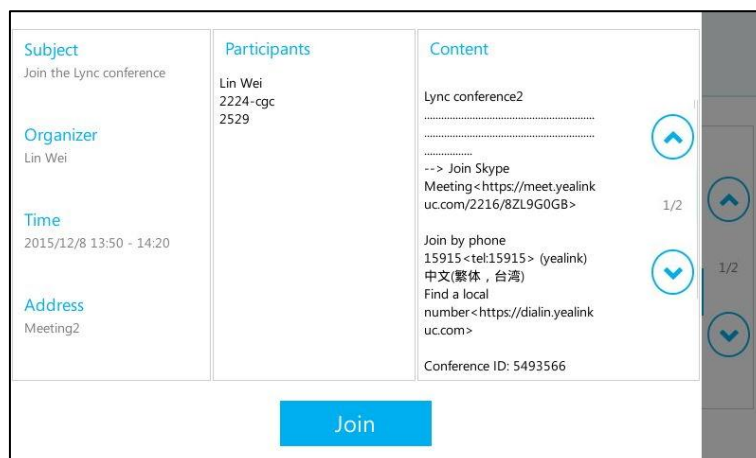 Subject
Join the Lync conference
Organizer
Lin Wei
Time
2015/12/8 13:50 - 14:20
Address
Meeting2
Participants
Lin Wei
2224-cgc
2529
Content
Lync conference2
............................................................
............................................................
.................
--> Join Skype
Meeting<https://meet.yealink
uc.com/2216/8ZL9G0GB>
Join by phone
15915<tel:15915> (yealink)
中文(繁体，台湾)
Find a local
number<https://dialin.yealink
uc.com>
Conference ID: 5493566
1/2
1/2
Join